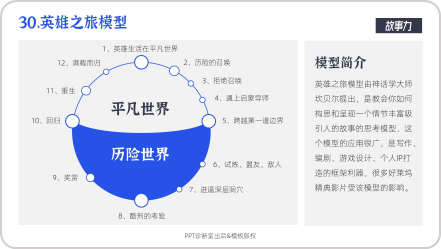 30.英雄之旅模型
故事力
1、英雄生活在平凡世界
2、历险的召唤
3、拒绝召唤
4、遇上启蒙导师
5、跨越第一道边界
6、试炼、盟友、敌人
7、进逼深层洞穴
8、酷刑的考验
9、奖赏
10、回归
11、重生
12、满载而归
平凡世界
历险世界
模型简介
英雄之旅模型由神话学大师
坎贝尔提出，是教会你如何
构思和呈现一个情节丰富吸
引人的故事的思考模型，这
个模型的应用很广，是写作、
编剧、游戏设计、个人IP打
造的框架利器，很多好莱坞
精典影片受该模型的影响。
PPT@新室出品&模板版权